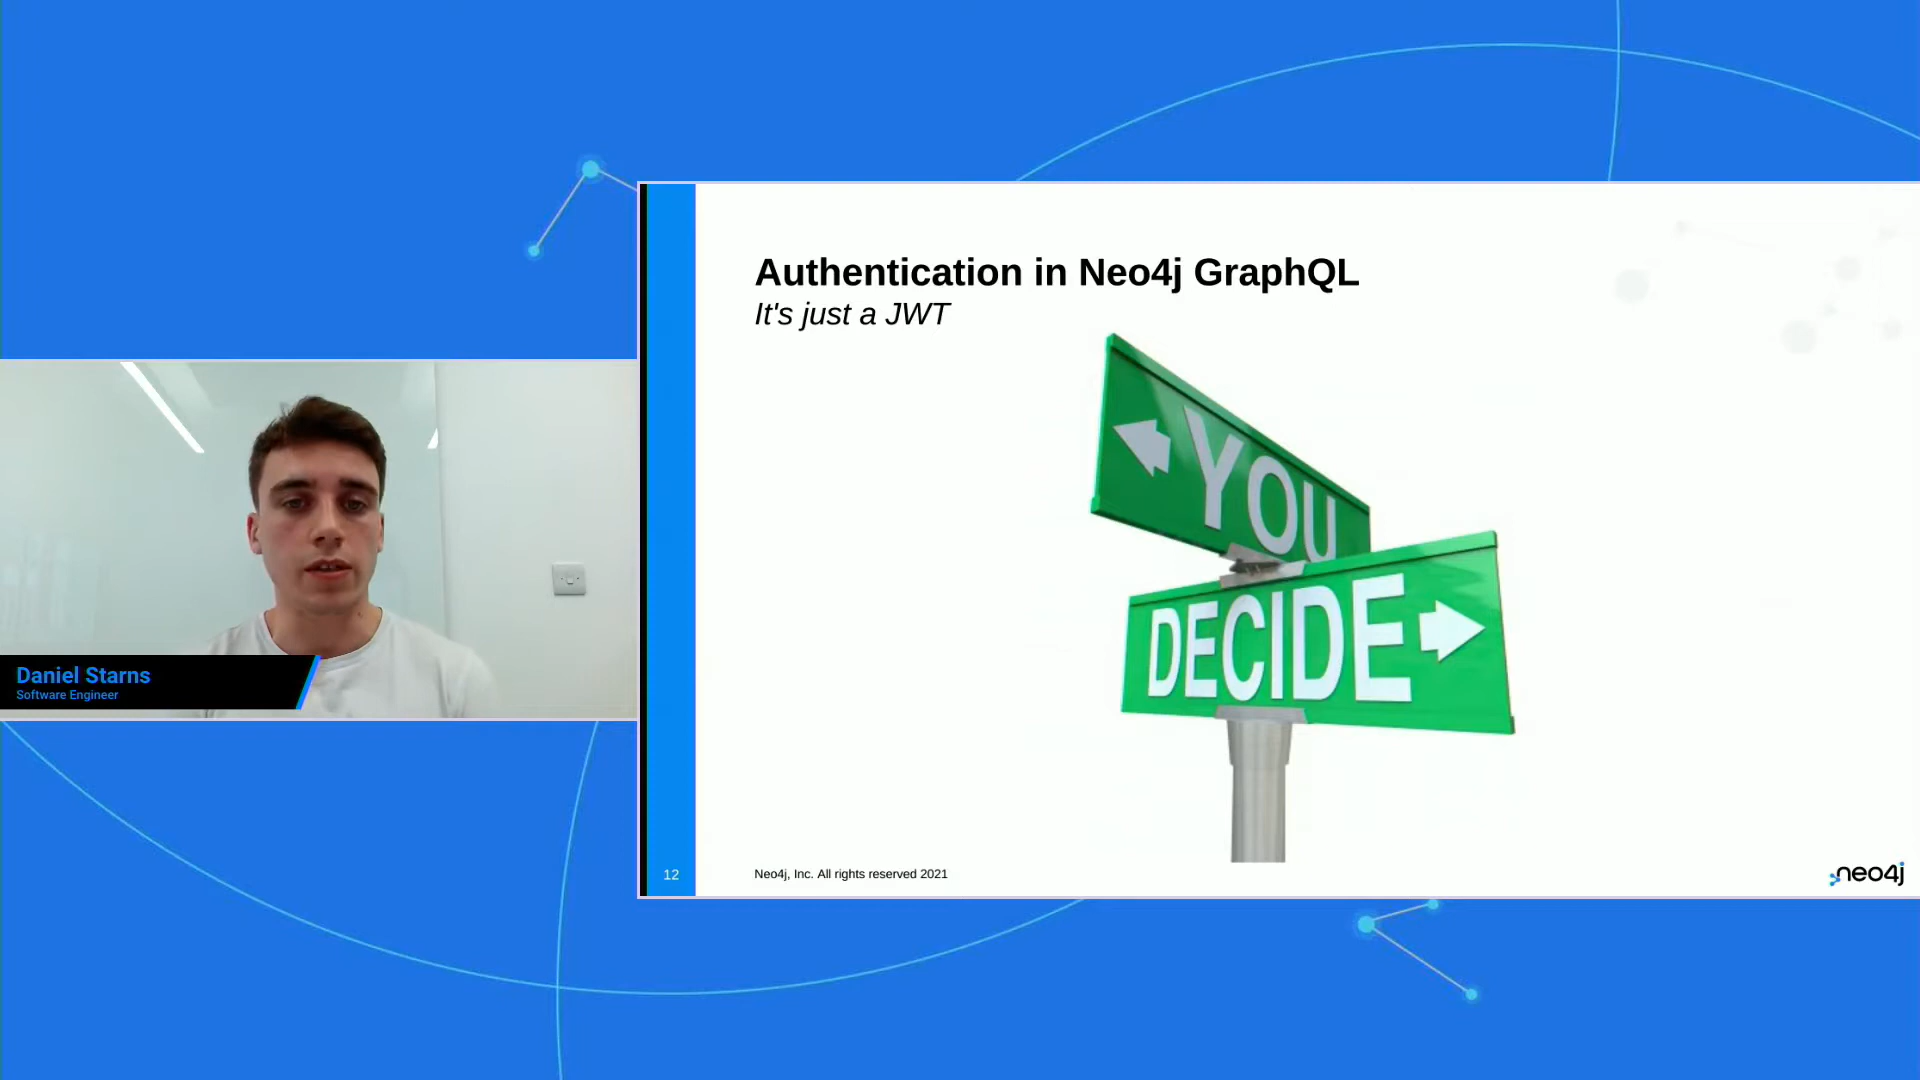 Authentication in Neo4j GraphQL
It's just a JWT
YOU
DECIDE
Daniel Starns
Software Engineer
12
Neo4j, Inc. All rights reserved 2021
neo4j